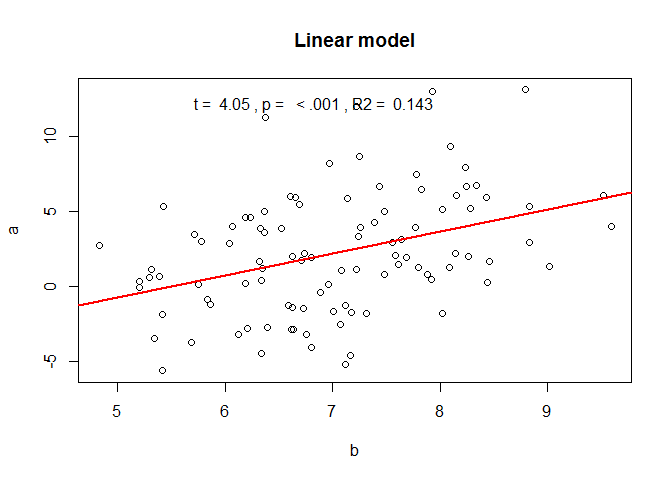 Linear model
t = 4.05 , p = < .001 , R2 = 0.143
10
5
0
-5
a
5 6 7 8 9
b